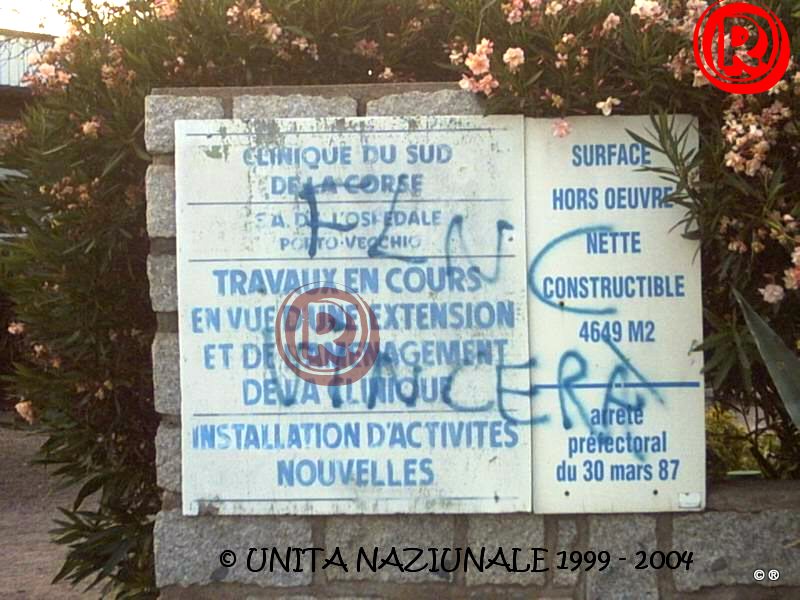 CLINIQUE DU SUD
DE LA CORSE
S.A. DE L'OSPEDALE
PORTO-VECCHIO
TRAVAUX EN COURS
EN VUE D'UNE EXTENSION
ET DE L'AMENAGEMENT
DE LA CLINIQUE
INSTALLATION D'ACTIVITES
NOUVELLES
SURFACE
HORS OEUVRE
NETTE
CONSTRUCTIBLE
4649 M2
arrêté
préfectoral
du 30 mars 87
FLNC
VINCERA
R
R
© UNITA NAZIUNALE 1999 - 2004
© ®